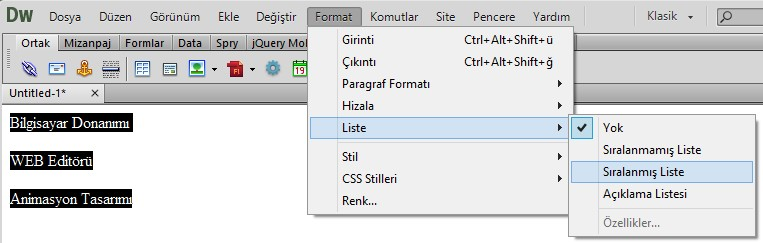 Dw Dosya Düzen Görünüm Ekle Değiştir Format Komutlar Site Pencere Yardım Klasik
Ortak Mizanpaj Formlar Data Spry jQuery Mo
Untitled-1* ×
Bilgisayar Donanımı
WEB Editörü
Animasyon Tasarımı
Girinti Ctrl+Alt+Shift+ü
Çıkıntı Ctrl+Alt+Shift+ğ
Paragraf Formatı
Hizala
Liste
Stil
CSS Stilleri
Renk...
Yok
Sıralanmamış Liste
Sıralanmış Liste
Açıklama Listesi
Özellikler...